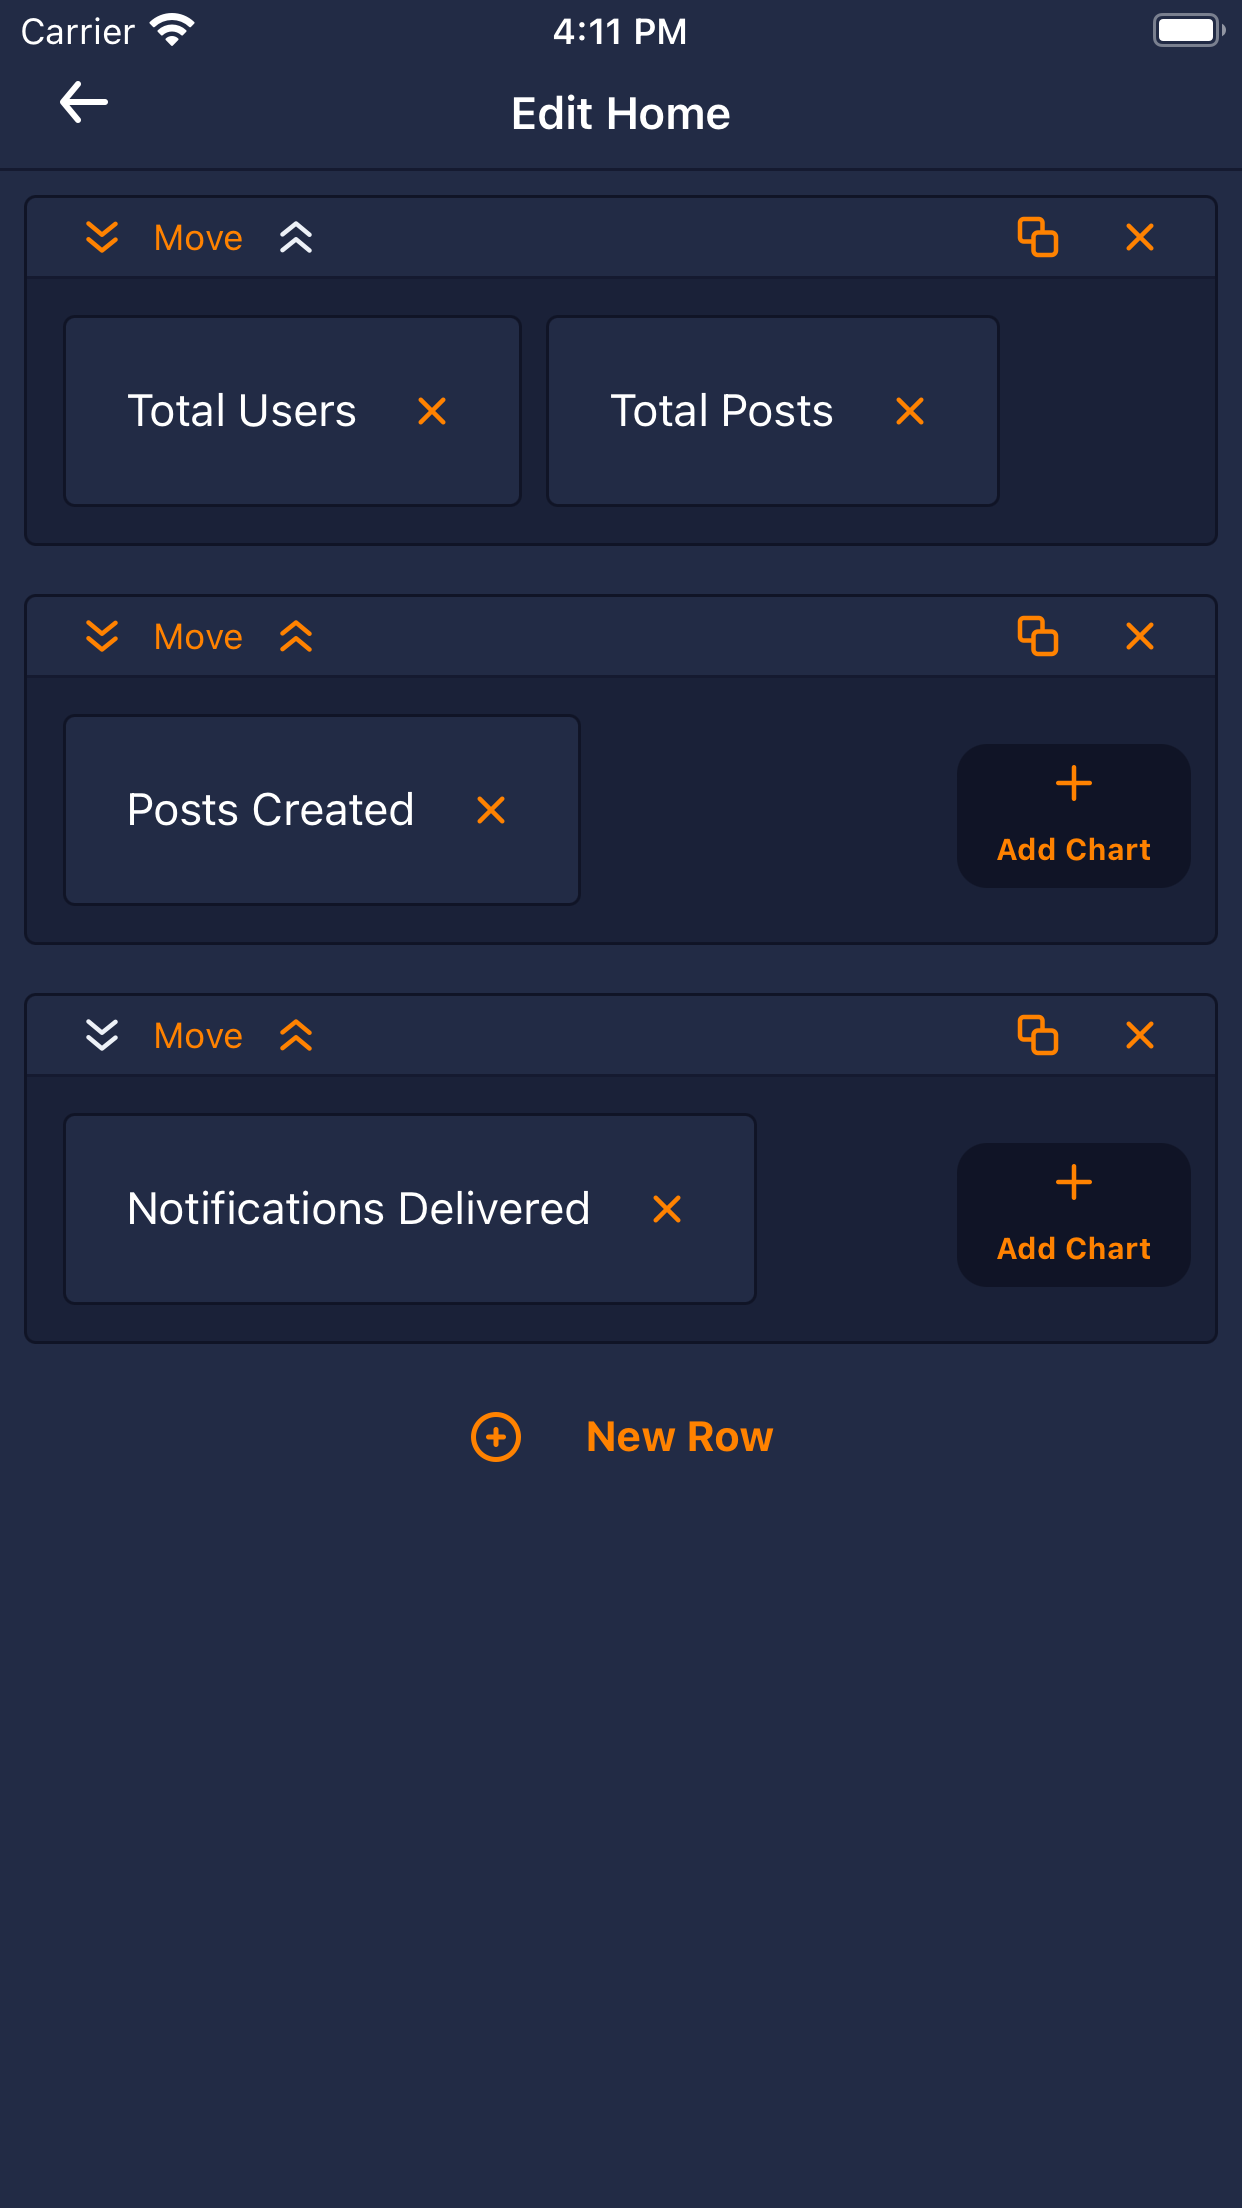 Carrier 4:11 PM
Edit Home
Move
Total Users Total Posts
Move
Posts Created
Add Chart
Move
Notifications Delivered
Add Chart
New Row